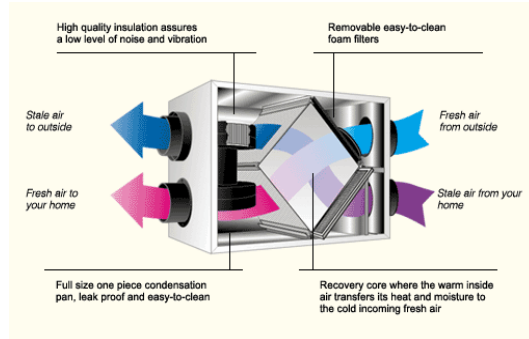 High quality insulation assures
a low level of noise and vibration
Removable easy-to-clean
foam filters
Stale air
to outside
Fresh air
from outside
Fresh air to
your home
Stale air from your
home
Full size one piece condensation
pan, leak proof and easy-to-clean
Recovery core where the warm inside
air transfers its heat and moisture to
the cold incoming fresh air